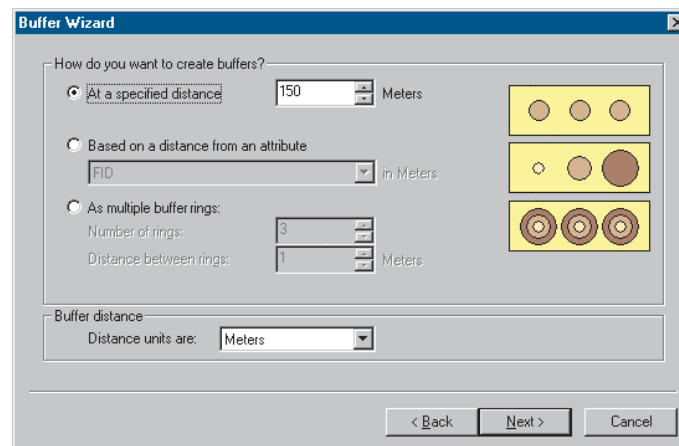 Buffer Wizard
How do you want to create buffers?
At a specified distance 150 Meters
Based on a distance from an attribute
FID in Meters
As multiple buffer rings:
Number of rings: 3
Distance between rings: 1 Meters
Buffer distance
Distance units are: Meters
< Back Next > Cancel